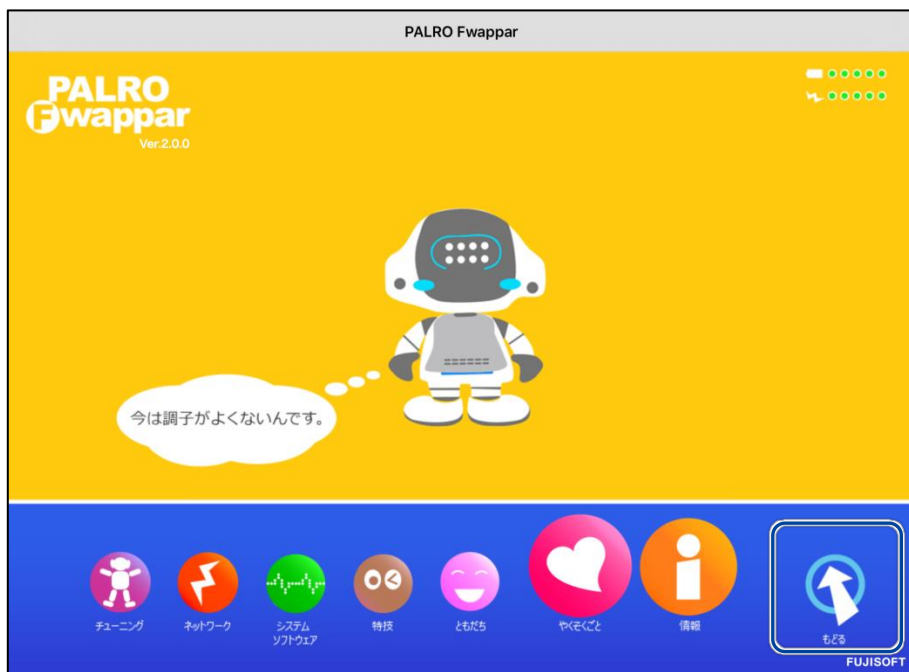 PALRO Fwappar
PALRO
Fwappar
Ver.2.0.0
今は調子がよくないんです。
チューニング
ネットワーク
システム
ソフトウェア
特技
ともだち
やくそくごと
情報
もどる
FUJISOFT